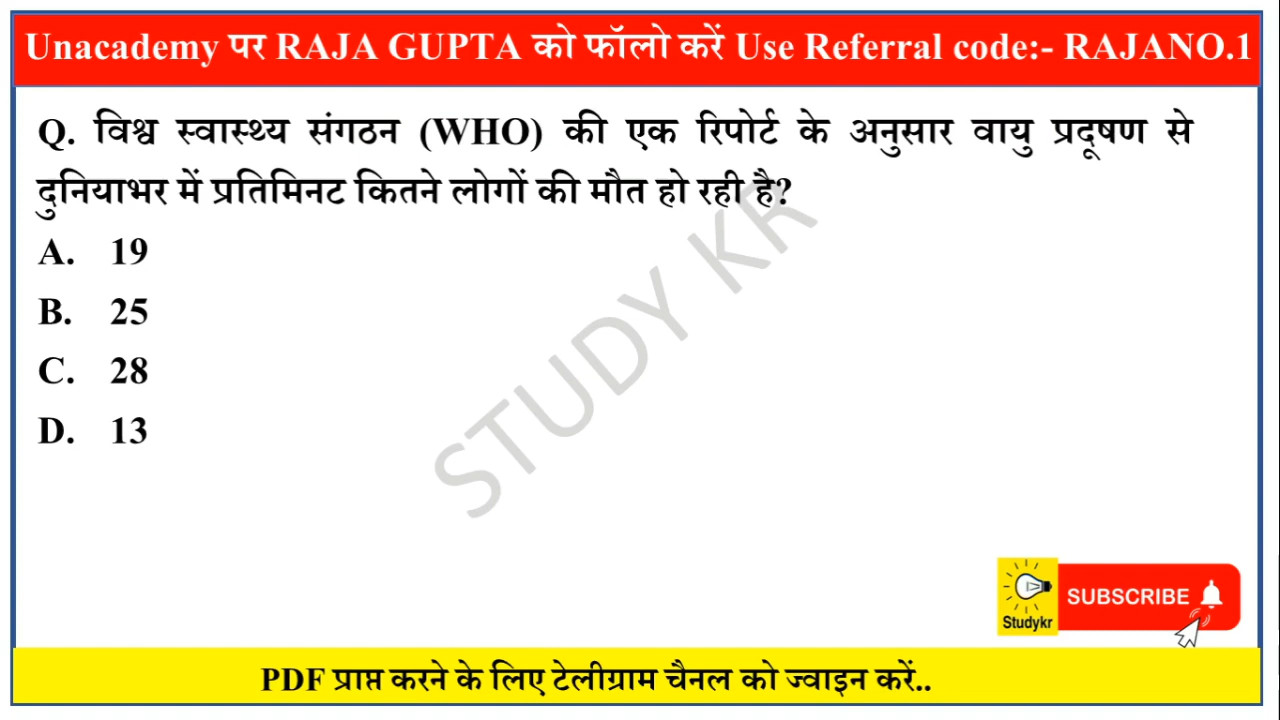 Unacademy पर RAJA GUPTA को फॉलो करें Use Referral code:- RAJANO.1
Q. विश्व स्वास्थ्य संगठन (WHO) की एक रिपोर्ट के अनुसार वायु प्रदूषण से
दुनियाभर में प्रतिमिनट कितने लोगों की मौत हो रही है?
A. 19
B. 25
C. 28
D. 13
STUDY KR
Studykr
SUBSCRIBE
PDF प्राप्त करने के लिए टेलीग्राम चैनल को ज्वाइन करें..